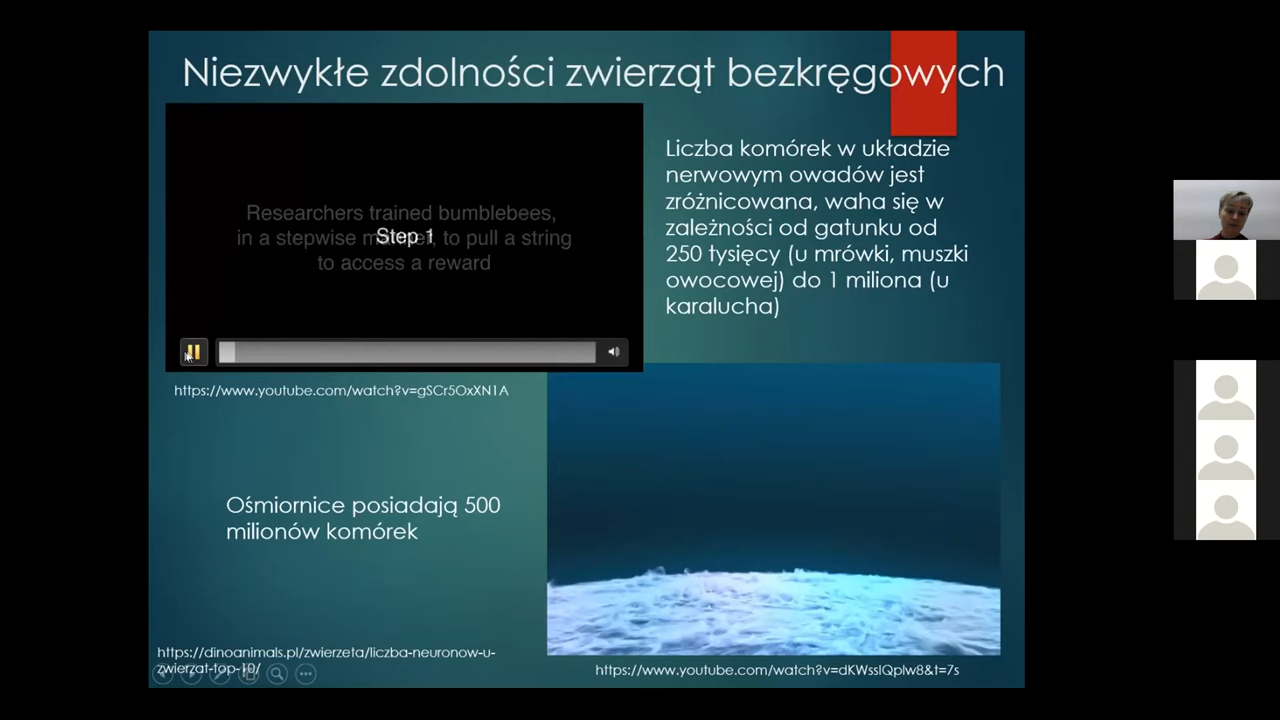 Niezwykłe zdolności zwierząt bezkręgowych
Researchers trained bumblebees,
in a stepwise to pull a string
to access a reward
Step 1
https://www.youtube.com/watch?v=gSCr5OxXN1A
Liczba komórek w układzie
nerwowym owadów jest
zróżnicowana, waha się w
zależności od gatunku od
250 tysięcy (u mrówki, muszki
owocowej) do 1 miliona (u
karalucha)
Ośmiornice posiadają 500
milionów komórek
https://dinoanimals.pl/zwierzeta/liczba-neuronow-u-
zwierzat-top-10/
https://www.youtube.com/watch?v=dKWssIQplw8&t=7s